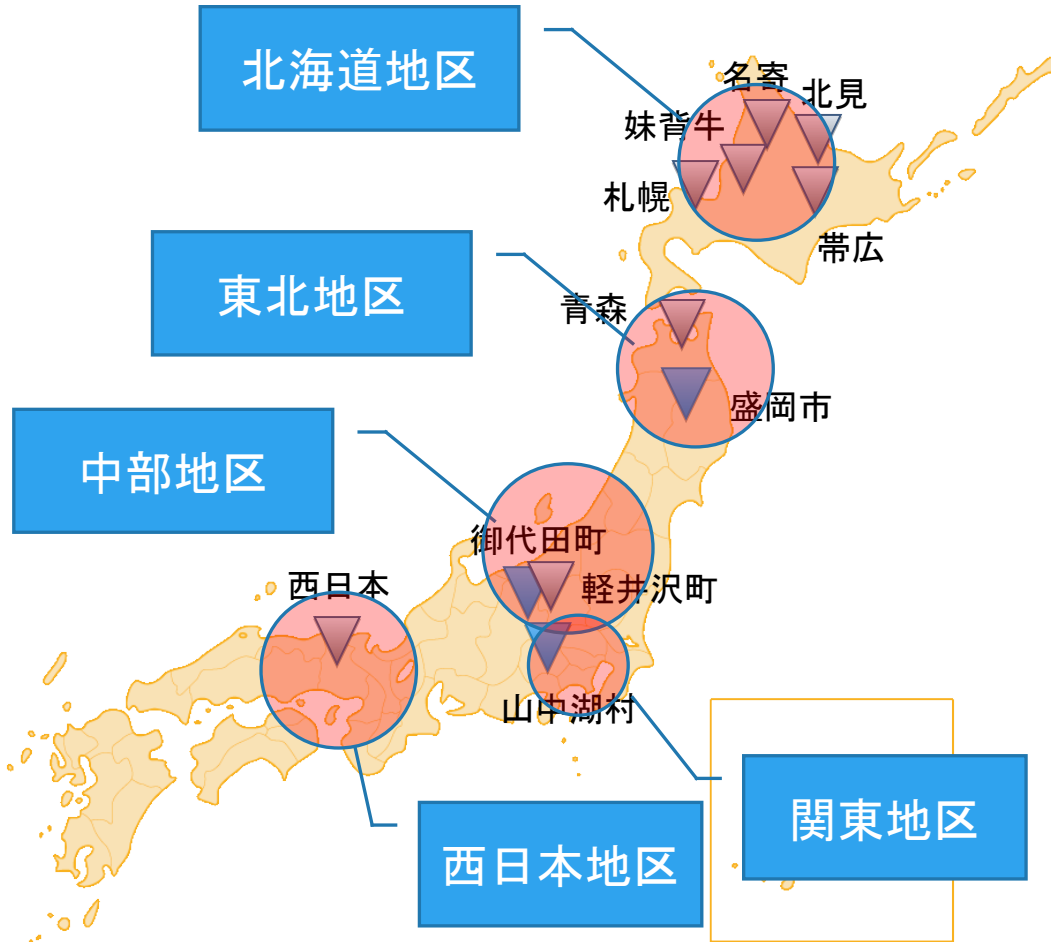 北海道地区
名寄
北見
妹背牛
札幌
帯広
東北地区
青森
盛岡市
中部地区
御代田町
軽井沢町
西日本
山中湖村
関東地区
西日本地区